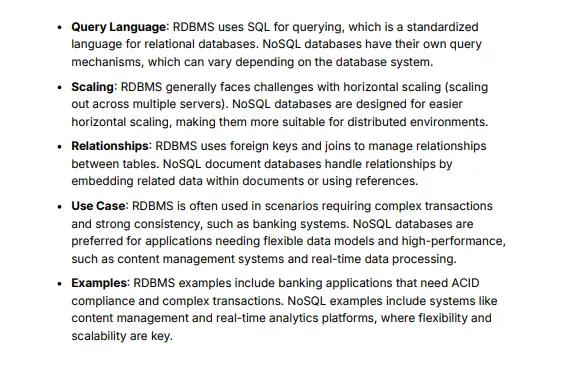 • Query Language: RDBMS uses SQL for querying, which is a standardized
language for relational databases. NoSQL databases have their own query
mechanisms, which can vary depending on the database system.
• Scaling: RDBMS generally faces challenges with horizontal scaling (scaling
out across multiple servers). NoSQL databases are designed for easier
horizontal scaling, making them more suitable for distributed environments.
• Relationships: RDBMS uses foreign keys and joins to manage relationships
between tables. NoSQL document databases handle relationships by
embedding related data within documents or using references.
• Use Case: RDBMS is often used in scenarios requiring complex transactions
and strong consistency, such as banking systems. NoSQL databases are
preferred for applications needing flexible data models and high-performance,
such as content management systems and real-time data processing.
• Examples: RDBMS examples include banking applications that need ACID
compliance and complex transactions. NoSQL examples include systems like
content management and real-time analytics platforms, where flexibility and
scalability are key.